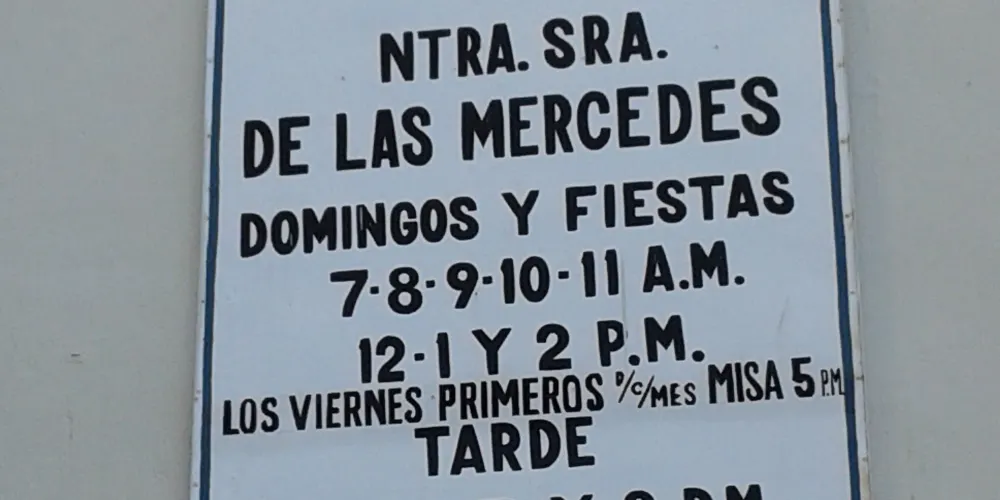 NTRA. SRA.
DE LAS MERCEDES
DOMINGOS Y FIESTAS
7-8-9-10-11 A.M.
12-1 Y 2 P.M.
LOS VIERNES PRIMEROS D/C/MES MISA 5 P.M
TARDE